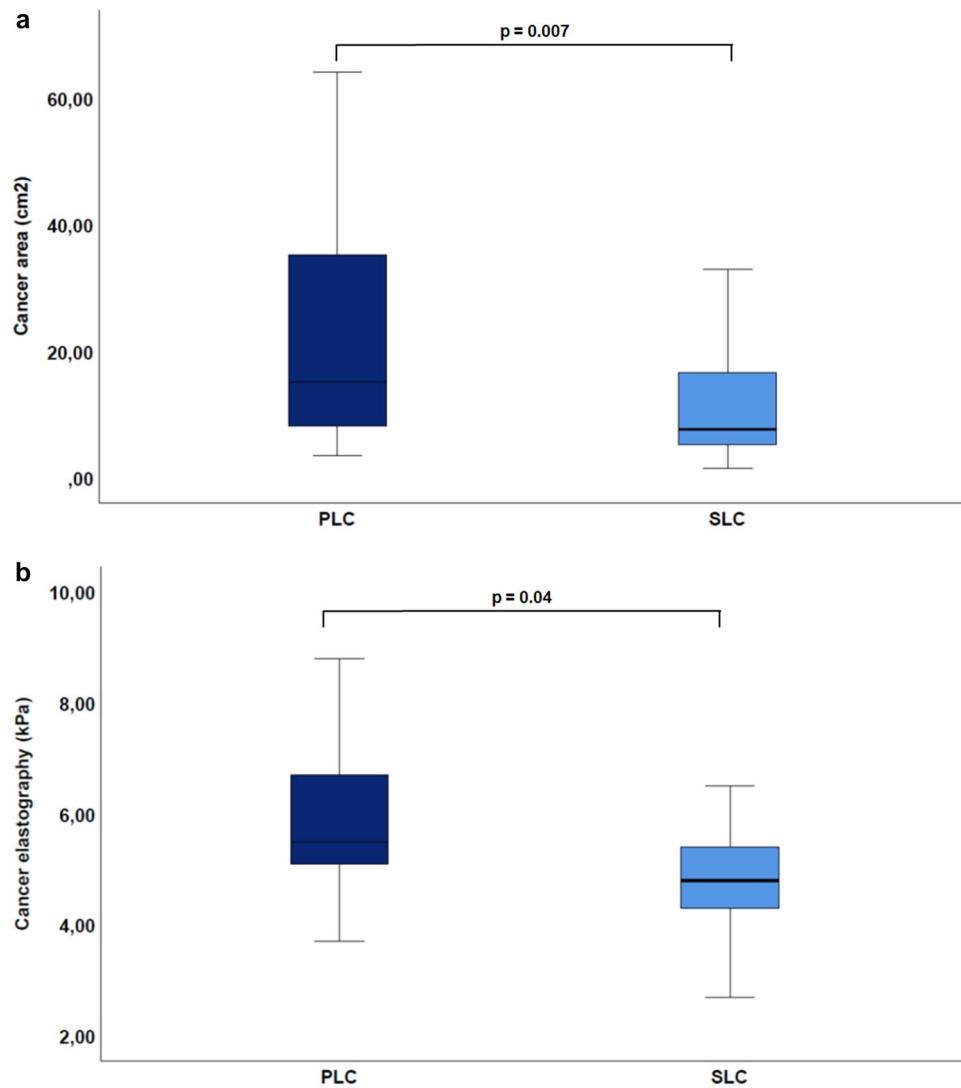 a
p = 0.007
Cancer area (cm2)
60,00
40,00
20,00
,00
PLC SLC
b
p = 0.04
Cancer elastography (kPa)
10,00
8,00
6,00
4,00
2,00
PLC SLC